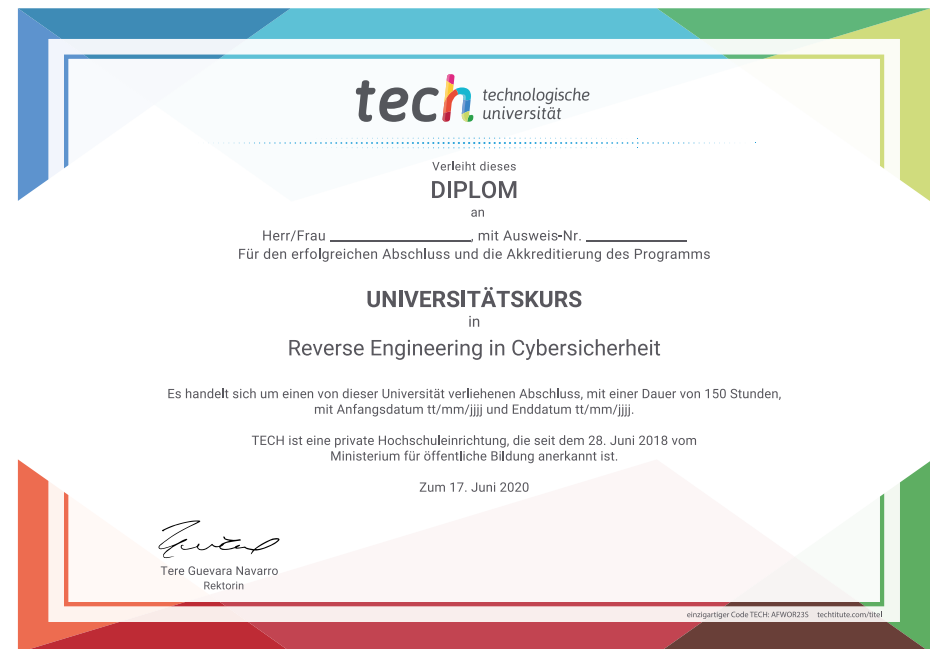 tech technologische
universität
Verleiht dieses
DIPLOM
an
Herr/Frau ____________________, mit Ausweis-Nr. ______________
Für den erfolgreichen Abschluss und die Akkreditierung des Programms
UNIVERSITÄTSKURS
in
Reverse Engineering in Cybersicherheit
Es handelt sich um einen von dieser Universität verliehenen Abschluss, mit einer Dauer von 150 Stunden,
mit Anfangsdatum tt/mm/jjjj und Enddatum tt/mm/jjjj.
TECH ist eine private Hochschuleinrichtung, die seit dem 28. Juni 2018 vom
Ministerium für öffentliche Bildung anerkannt ist.
Zum 17. Juni 2020
Tere Guevara Navarro
Rektorin
einzigartiger Code TECH: AFWOR23S techtitute.com/titel